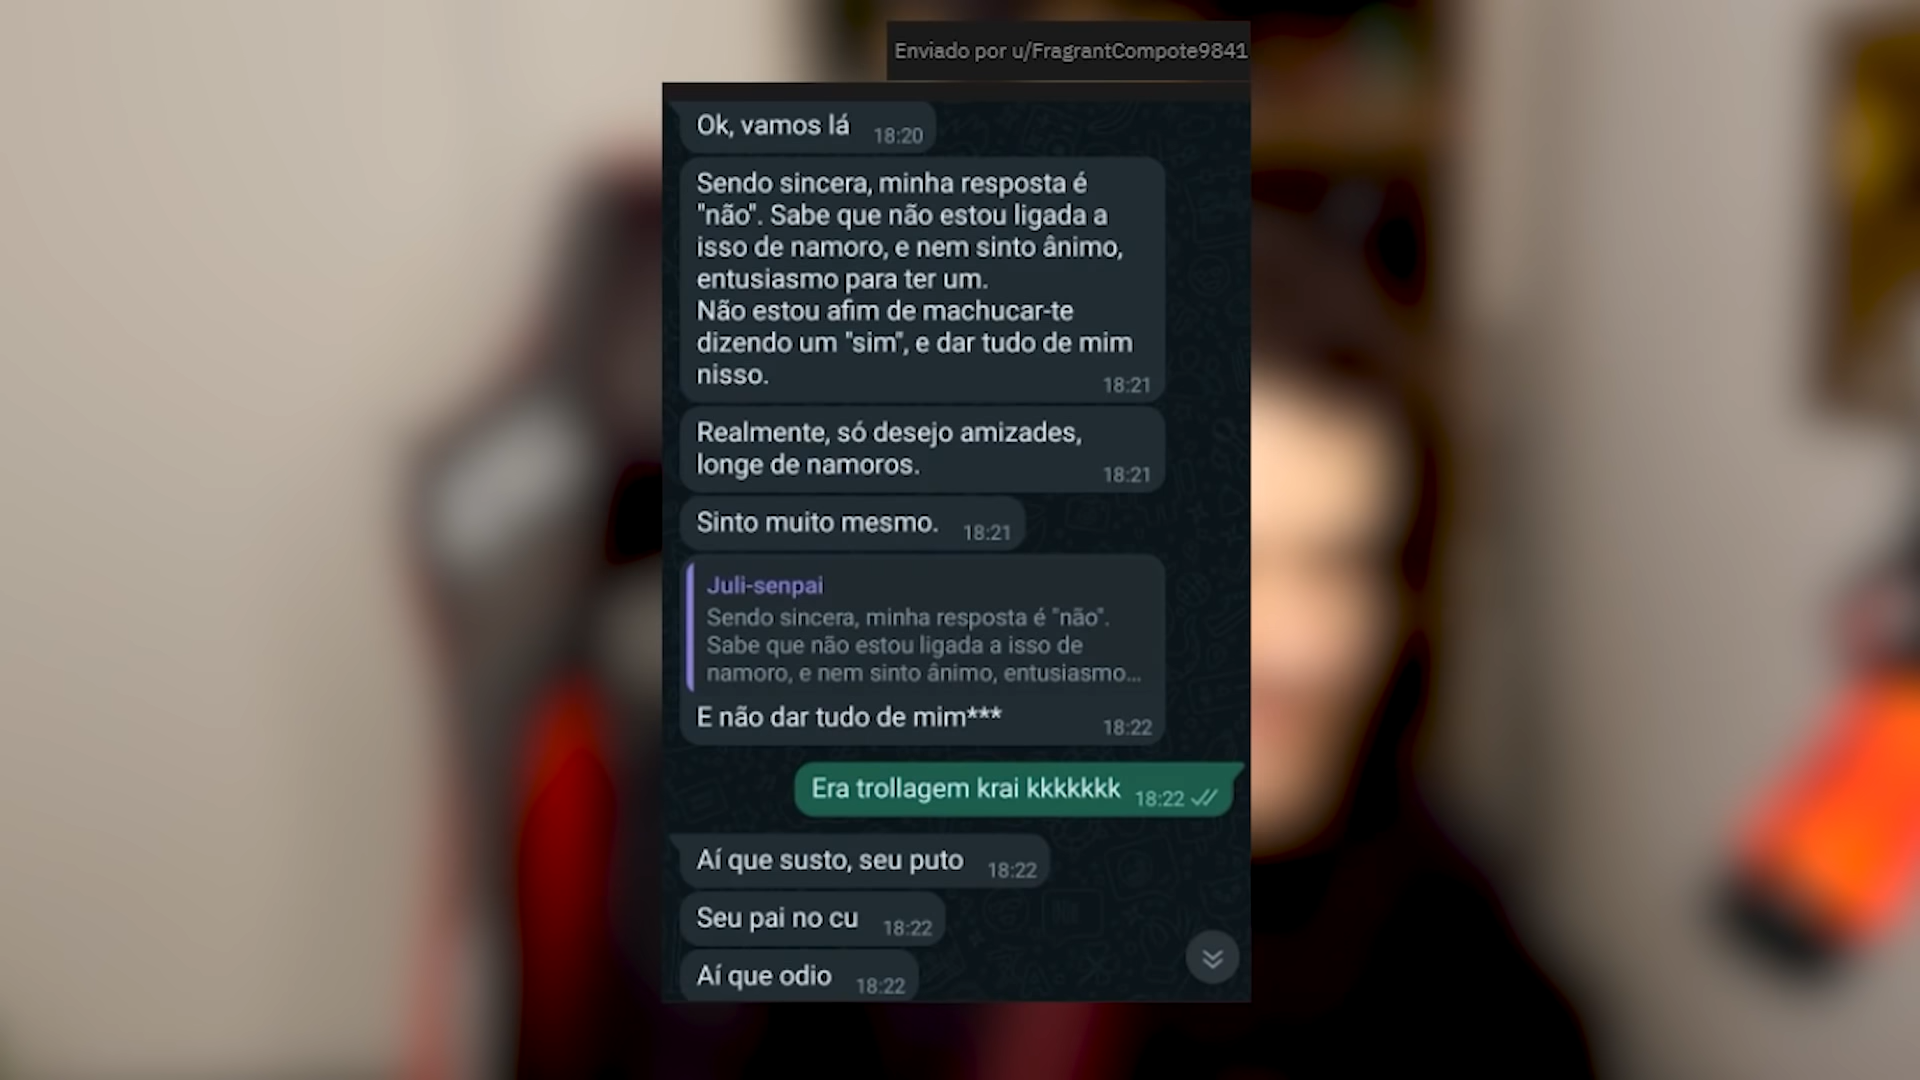 Enviado por u/FragrantCompote9841
Ok, vamos lá 18:20
Sendo sincera, minha resposta é
"não". Sabe que não estou ligada a
isso de namoro, e nem sinto ânimo,
entusiasmo para ter um.
Não estou afim de machucar-te
dizendo um "sim", e dar tudo de mim
nisso. 18:21
Realmente, só desejo amizades,
longe de namoros. 18:21
Sinto muito mesmo. 18:21
Juli-senpai
Sendo sincera, minha resposta é "não".
Sabe que não estou ligada a isso de
namoro, e nem sinto ânimo, entusiasmo...
E não dar tudo de mim*** 18:22
Era trollagem krai kkkkkkk 18:22
Aí que susto, seu puto 18:22
Seu pai no cu 18:22
Aí que odio 18:22